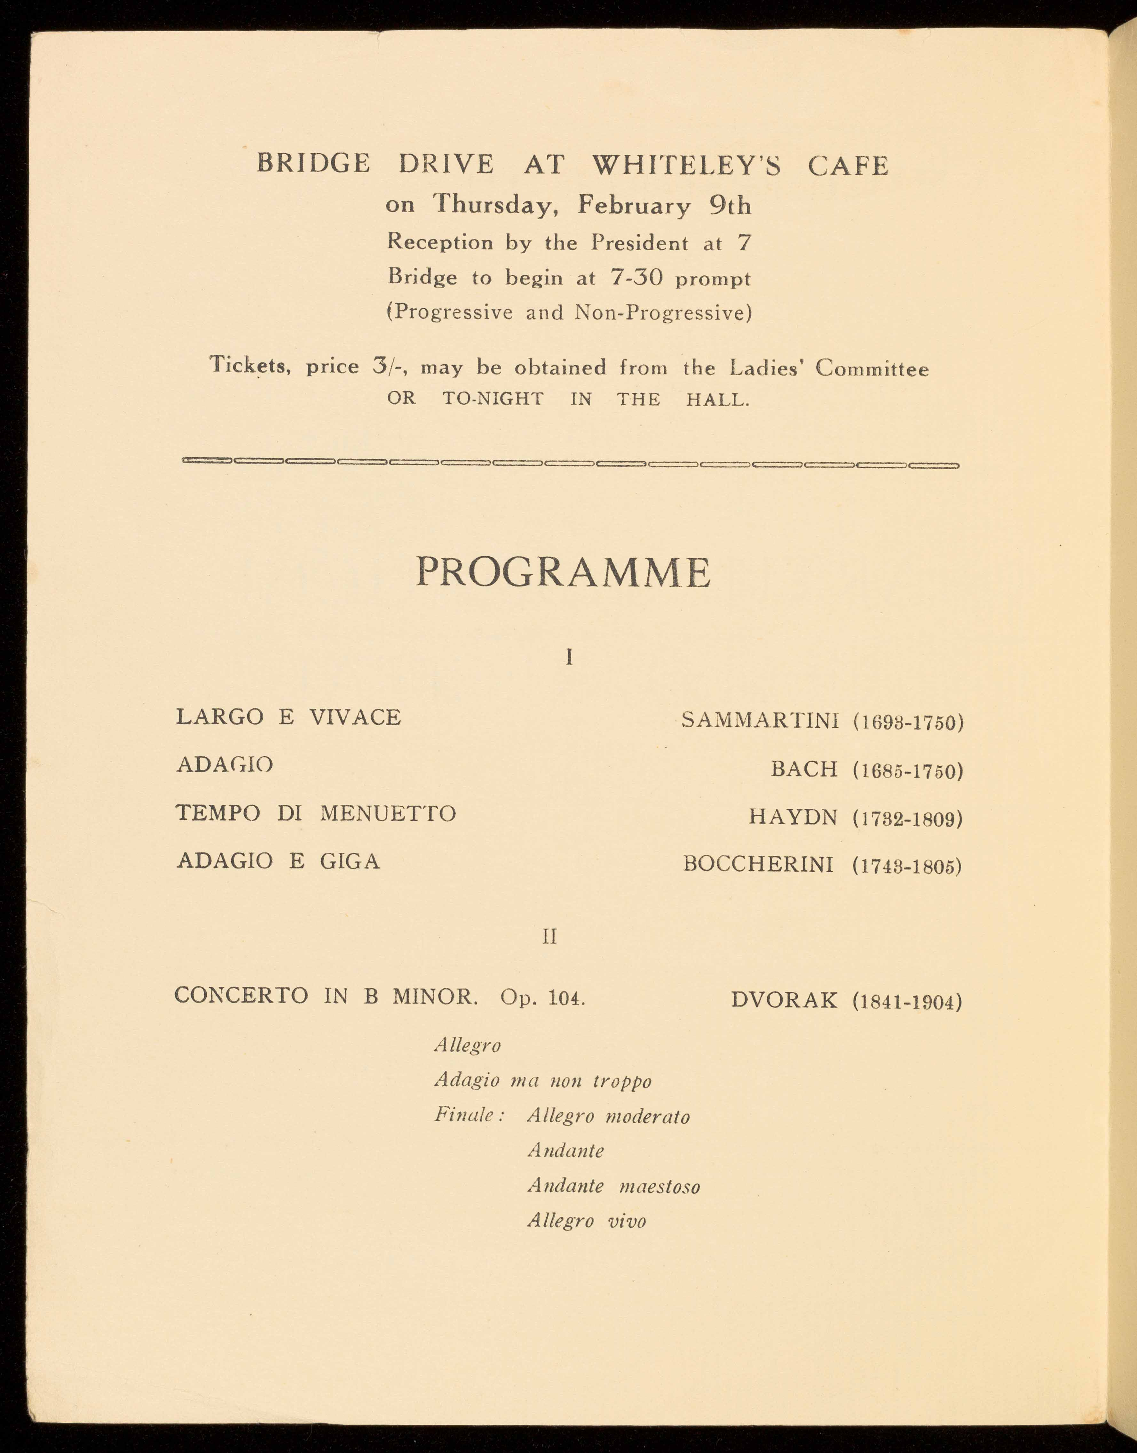 BRIDGE DRIVE AT WHITELEY'S CAFE
on Thursday, February 9th
Reception by the President at 7
Bridge to begin at 7-30 prompt
(Progressive and Non-Progressive)
Tickets, price 3/-, may be obtained from the Ladies' Committee
OR TO-NIGHT IN THE HALL.
PROGRAMME
I
LARGO E VIVACE SAMMARTINI (1693-1750)
ADAGIO BACH (1685-1750)
TEMPO DI MENUETTO HAYDN (1732-1809)
ADAGIO E GIGA BOCCHERINI (1743-1805)
II
CONCERTO IN B MINOR. Op. 104. DVORAK (1841-1904)
Allegro
Adagio ma non troppo
Finale: Allegro moderato
Andante
Andante maestoso
Allegro vivo